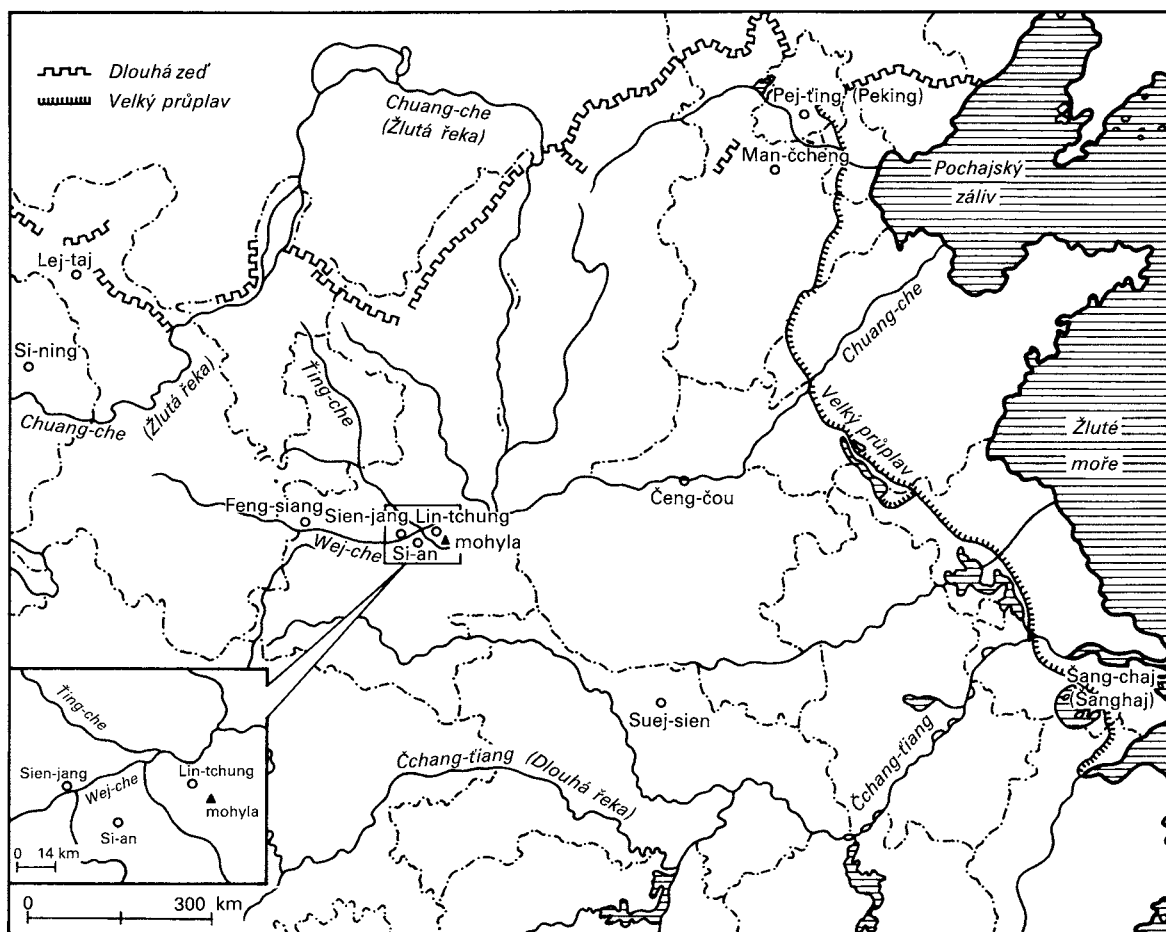 Dlouhá zeď
Velký průplav
Chuang-che
(Žlutá řeka)
Pej-ťing (Peking)
Man-čcheng
Pochajský
záliv
Lej-taj
Si-ning
Chuang-che
(Žlutá řeka)
Ťing-che
Chuang-che
Velký průplav
Žluté
moře
Čeng-čou
Feng-siang
Sien-jang
Lin-tchung
Wej-che
Si-an
mohyla
Suej-sien
Šang-chaj
(Šanghaj)
Čchang-ťiang
(Dlouhá řeka)
Čchang-ťiang
Ťing-che
Sien-jang
Lin-tchung
Wej-che
mohyla
Si-an
0 14 km
0 300 km